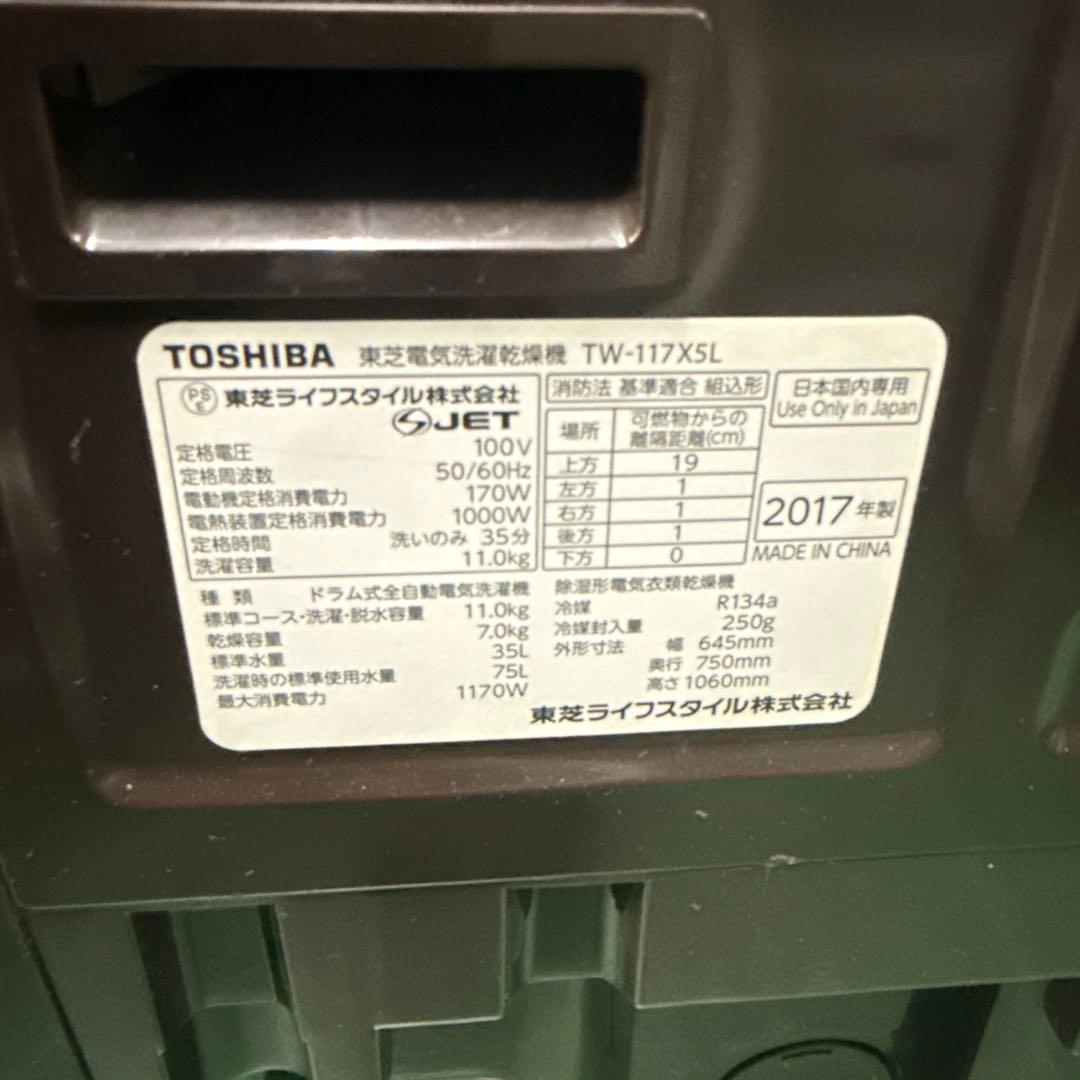 TOSHIBA 東芝電気洗濯乾燥機 TW-117X5L
PSE 東芝ライフスタイル株式会社
JET
定格電圧 100V
定格周波数 50/60Hz
電動機定格消費電力 170W
電熱装置定格消費電力 1000W
定格時間 洗いのみ 35分
洗濯容量 11.0kg
消防法 基準適合 組込形
場所 可燃物からの離隔距離(cm)
上方 19
左方 1
右方 1
後方 1
下方 0
日本国内専用
Use Only in Japan
2017年製
MADE IN CHINA
種類 ドラム式全自動電気洗濯機
標準コース・洗濯・脱水容量 11.0kg
乾燥容量 7.0kg
標準水量 35L
洗濯時の標準使用水量 75L
最大消費電力 1170W
除湿形電気衣類乾燥機
冷媒 R134a
冷媒封入量 250g
外形寸法 幅 645mm
奥行 750mm
高さ 1060mm
東芝ライフスタイル株式会社